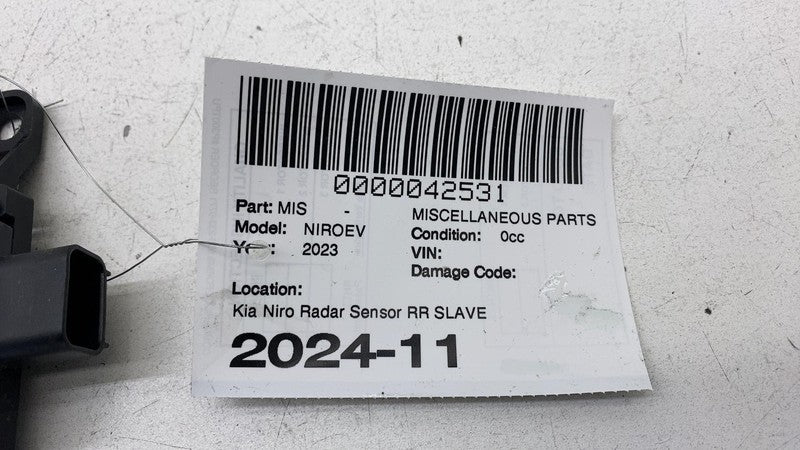 0000042531
Part: MIS - MISCELLANEOUS PARTS
Model: NIROEV Condition: 0cc
Year: 2023 VIN:
Damage Code:
Location:
Kia Niro Radar Sensor RR SLAVE
2024-11